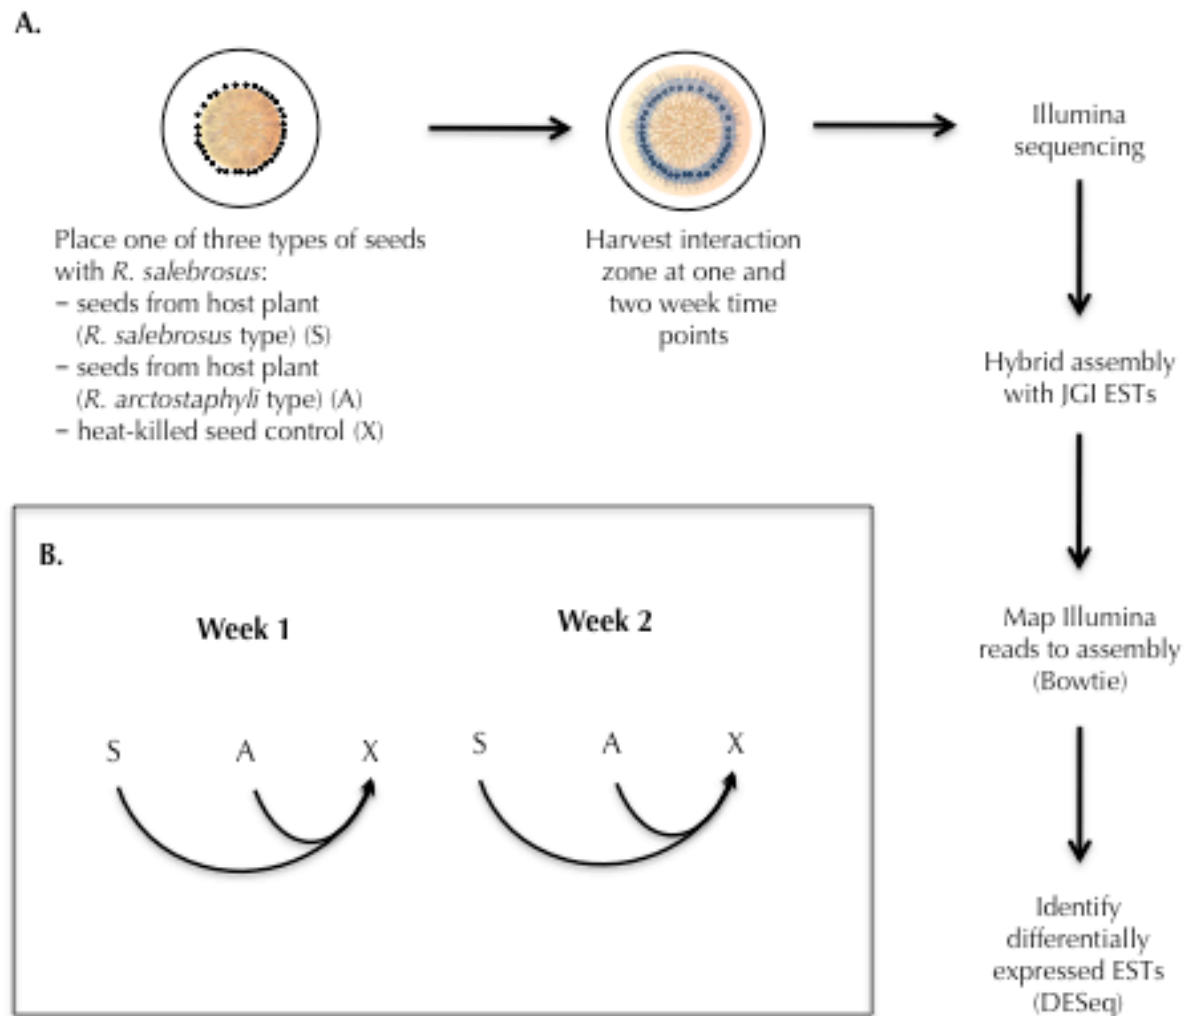 A.
Place one of three types of seeds
with R. salebrosus:
– seeds from host plant
(R. salebrosus type) (S)
– seeds from host plant
(R. arctostaphyli type) (A)
– heat-killed seed control (X)
Harvest interaction
zone at one and
two week time
points
Illumina
sequencing
Hybrid assembly
with JGI ESTs
Map Illumina
reads to assembly
(Bowtie)
Identify
differentially
expressed ESTs
(DESeq)
B.
Week 1
S A X
Week 2
S A X